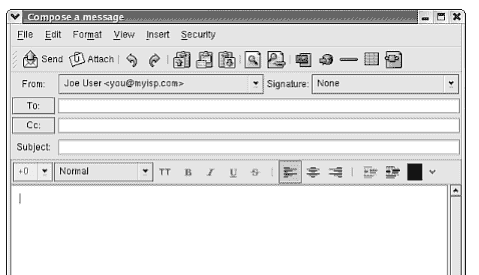 Compose a message
File Edit Format View Insert Security
Send Attach
From: Joe User <you@myisp.com> Signature: None
To:
Cc:
Subject:
+0 Normal TT B I U S